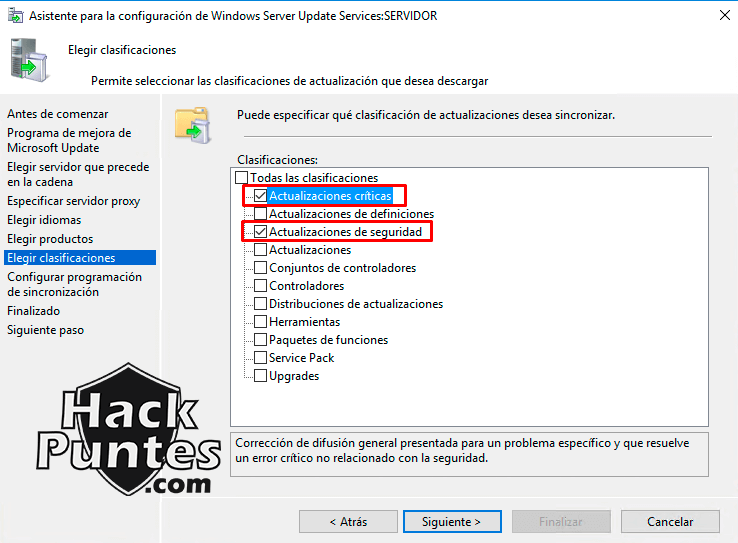 Asistente para la configuración de Windows Server Update Services:SERVIDOR
Elegir clasificaciones
Permite seleccionar las clasificaciones de actualización que desea descargar
Antes de comenzar
Programa de mejora de
Microsoft Update
Elegir servidor que precede
en la cadena
Especificar servidor proxy
Elegir idiomas
Elegir productos
Elegir clasificaciones
Configurar programación
de sincronización
Finalizado
Siguiente paso
Puede especificar qué clasificación de actualizaciones desea sincronizar.
Clasificaciones:
Todas las clasificaciones
Actualizaciones críticas
Actualizaciones de definiciones
Actualizaciones de seguridad
Actualizaciones
Conjuntos de controladores
Controladores
Distribuciones de actualizaciones
Herramientas
Paquetes de funciones
Service Pack
Upgrades
Corrección de difusión general presentada para un problema específico y que resuelve
un error crítico no relacionado con la seguridad.
Hack
Puntes
.com
< Atrás
Siguiente >
Finalizar
Cancelar